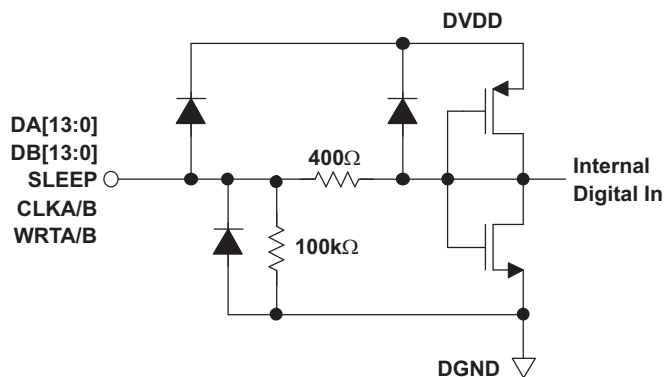 DVDD
DA[13:0]
DB[13:0]
SLEEP
CLKA/B
WRTA/B
400Ω
100kΩ
Internal
Digital In
DGND